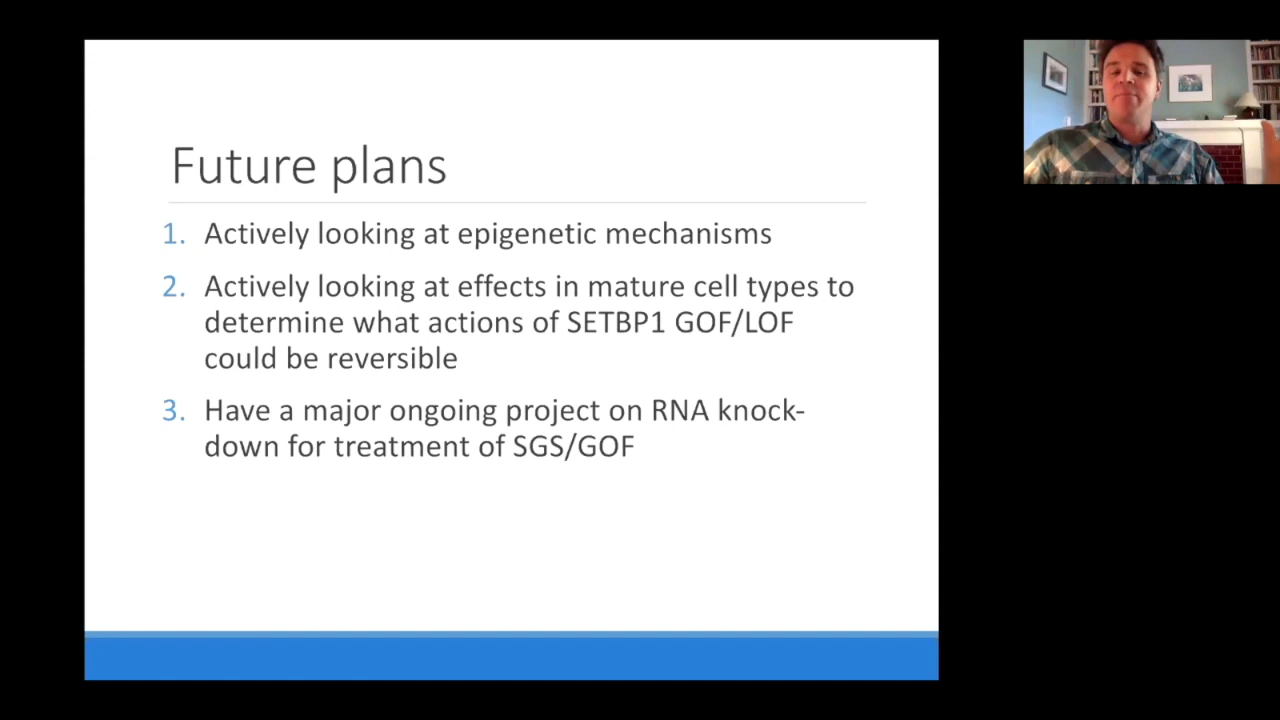 Future plans
1. Actively looking at epigenetic mechanisms
2. Actively looking at effects in mature cell types to
determine what actions of SETBP1 GOF/LOF
could be reversible
3. Have a major ongoing project on RNA knock-
down for treatment of SGS/GOF